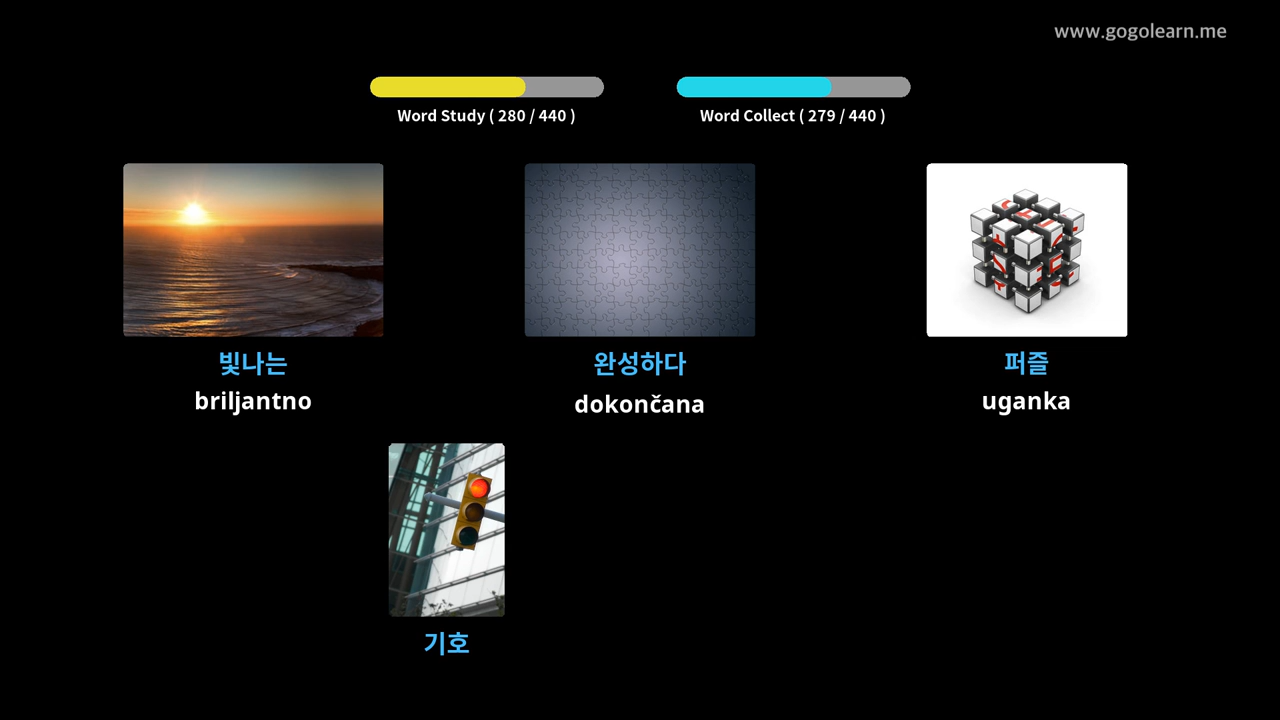 www.gogolearn.me
Word Study ( 280 / 440 )
Word Collect ( 279 / 440 )
빛나는
briljantno
완성하다
dokončana
퍼즐
uganka
기호